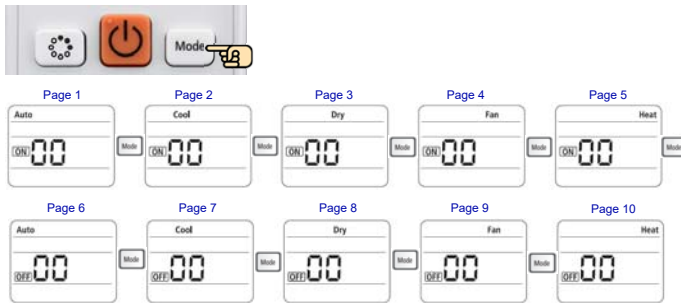 Mode
Page 1 Page 2 Page 3 Page 4 Page 5
Auto Cool Dry Fan Heat
ON 00 Mode ON 00 Mode ON 00 Mode ON 00 Mode ON 00 Mode
Page 6 Page 7 Page 8 Page 9 Page 10
Auto Cool Dry Fan Heat
OFF 00 Mode OFF 00 Mode OFF 00 Mode OFF 00 Mode OFF 00